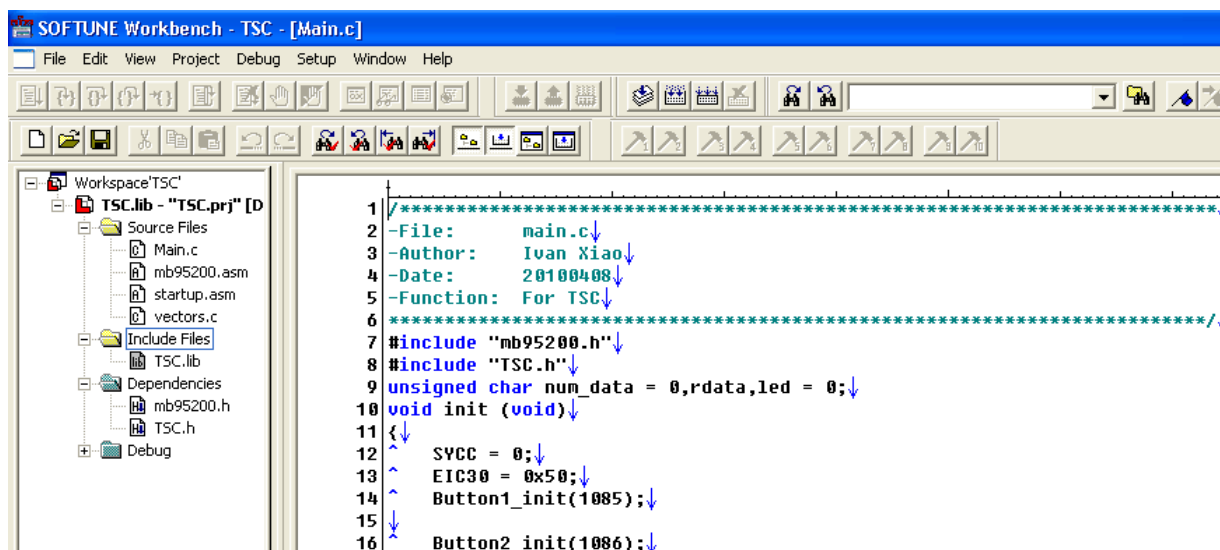 SOFTUNE Workbench - TSC - [Main.c]
File Edit View Project Debug Setup Window Help
Workspace'TSC'
TSC.lib - "TSC.prj" [D
Source Files
Main.c
mb95200.asm
startup.asm
vectors.c
Include Files
TSC.lib
Dependencies
mb95200.h
TSC.h
Debug
1 /*************************************************************************
2 -File: main.c↓
3 -Author: Ivan Xiao↓
4 -Date: 20100408↓
5 -Function: For TSC↓
6 *************************************************************************/↓
7 #include "mb95200.h"↓
8 #include "TSC.h"↓
9 unsigned char num_data = 0,rdata,led = 0;↓
10 void init (void)↓
11 {↓
12 ^ SYCC = 0;↓
13 ^ EIC30 = 0x50;↓
14 ^ Button1_init(1085);↓
15 ↓
16 ^ Button2_init(1086);↓